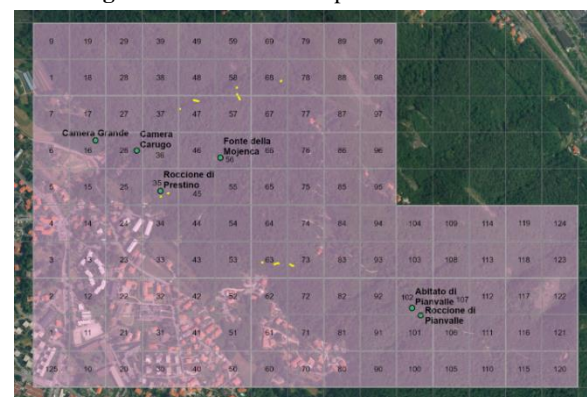 0 19 29 39 49 59 69 79 89 99
1 18 28 38 48 58 68 78 88 98
7 17 27 37 47 57 67 77 87 97
Camera Grande
Camera
Carugo
Fonte della
Mojenca
6 16 26 36 46 56 66 76 86 96
Roccione di
Prestino
5 15 25 35 45 55 65 75 85 95
4 14 24 34 44 54 64 74 84 94 104 109 114 119 124
3 13 23 33 43 53 63 73 83 93 103 108 113 118 123
Abitato di
Pianvalle
2 12 22 32 42 52 62 72 82 92 102 107 112 117 122
Roccione di
Pianvalle
11 21 31 41 51 61 71 81 91 101 106 111 116 121
125 10 20 30 40 50 60 70 80 90 100 105 110 115 120